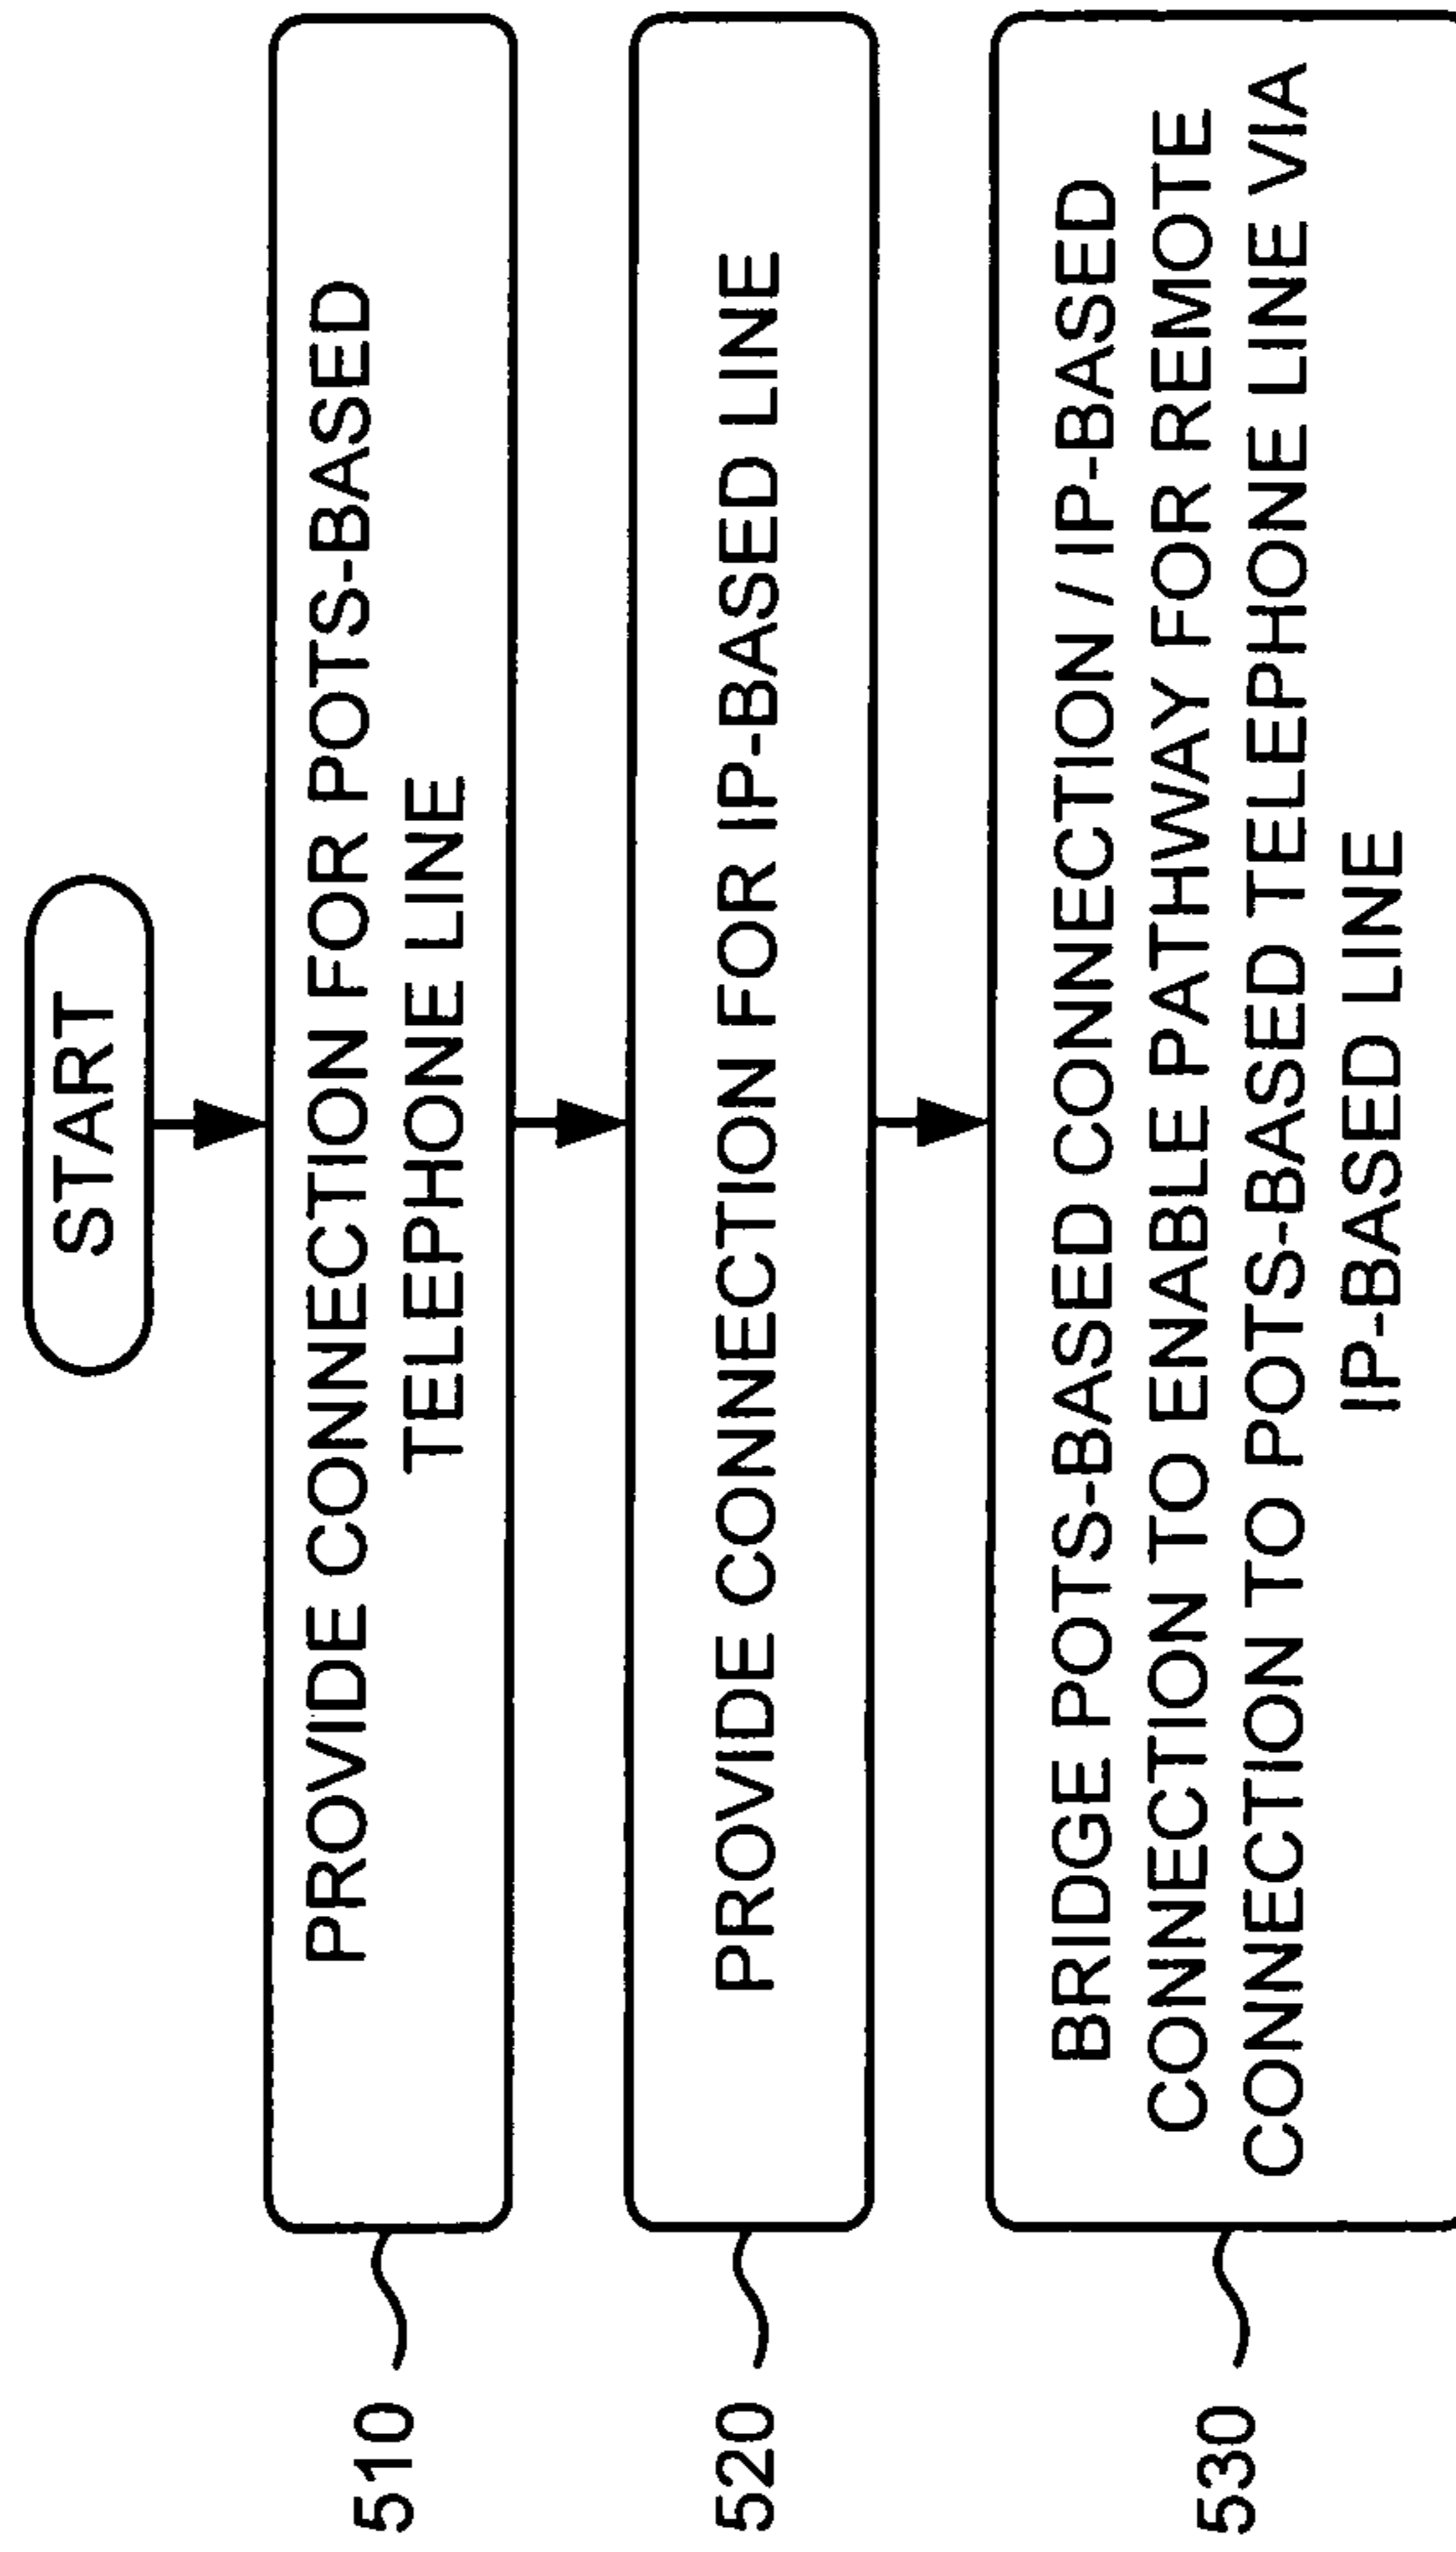 START
510
PROVIDE CONNECTION FOR POTS-BASED
TELEPHONE LINE
520
PROVIDE CONNECTION FOR IP-BASED LINE
530
BRIDGE POTS-BASED CONNECTION / IP-BASED
CONNECTION TO ENABLE PATHWAY FOR REMOTE
CONNECTION TO POTS-BASED TELEPHONE LINE VIA
IP-BASED LINE